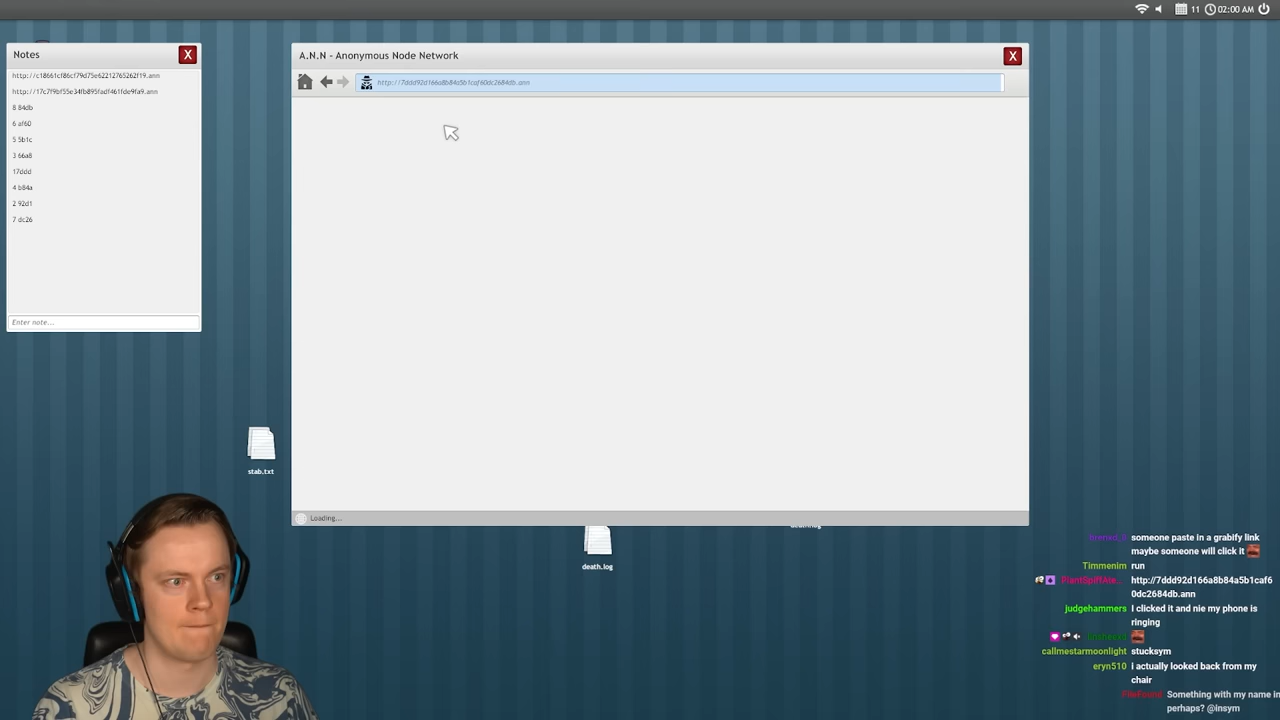 11 02:00 AM
Notes
X
http://c18661cf86cf79d75e62212765262f19.ann
http://17c7f9bf55e34fb895fadf461fde9fa9.ann
8 84db
6 af60
5 5b1c
3 66a8
17ddd
4 b84a
2 92d1
7 dc26
Enter note...
A.N.N - Anonymous Node Network
X
http://7ddd92d166a8b84a5b1caf60dc2684db.ann
Loading...
stab.txt
death.log
someone paste in a grabify link
maybe someone will click it
Timmenim run
PlantSpiffAte...
http://7ddd92d166a8b84a5b1caf6
0dc2684db.ann
judgehammers I clicked it and nie my phone is
ringing
callmestarmoonlight stucksym
eryn510 i actually looked back from my
chair
FileFound Something with my name in
perhaps? @insym